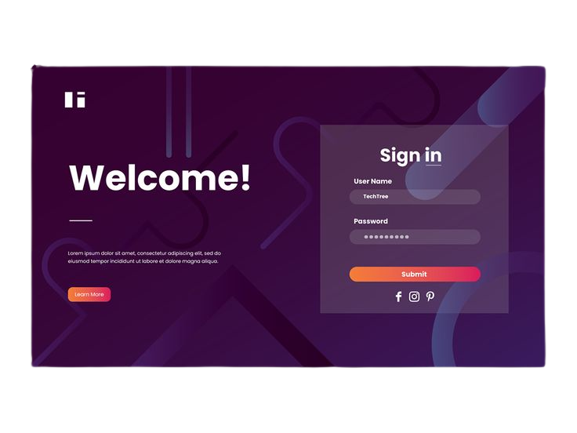 Welcome!
Lorem ipsum dolor sit amet, consectetur adipiscing elit, sed do
eiusmod tempor incididunt ut labore et dolore magna aliqua.
Learn More
Sign in
User Name
TechTree
Password
Submit